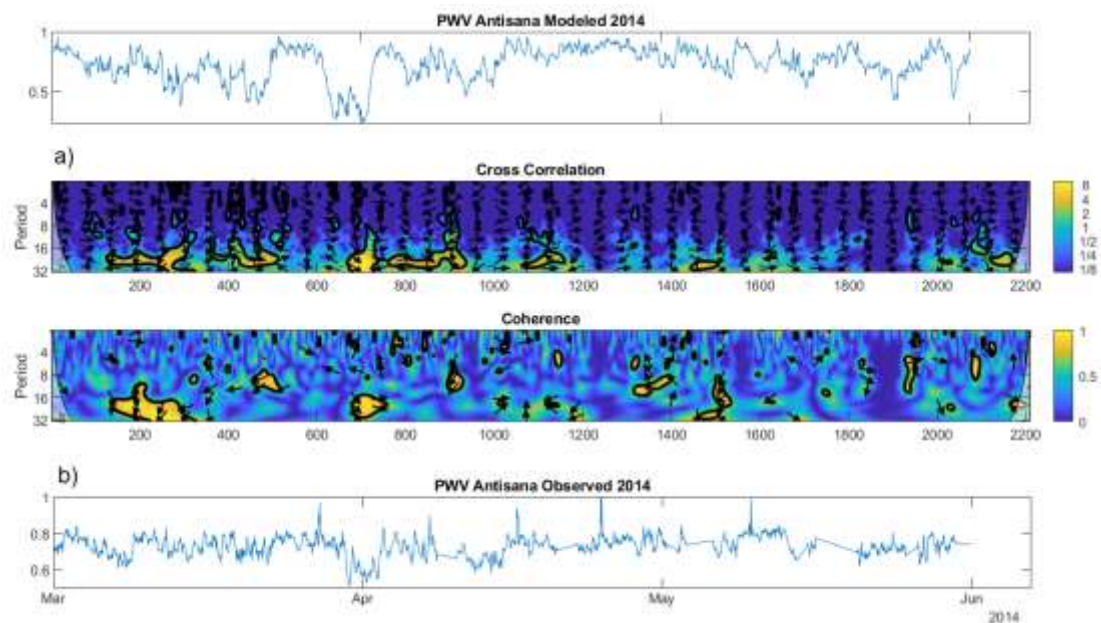 PWV Antisana Modeled 2014
1
0.5
a)
Cross Correlation
Period
4
8
16
32
8
4
2
1
1/2
1/4
1/8
200 400 600 800 1000 1200 1400 1600 1800 2000 2200
Coherence
Period
4
8
16
32
1
0.5
0
200 400 600 800 1000 1200 1400 1600 1800 2000 2200
b)
PWV Antisana Observed 2014
1
0.8
0.6
Mar Apr May Jun
2014